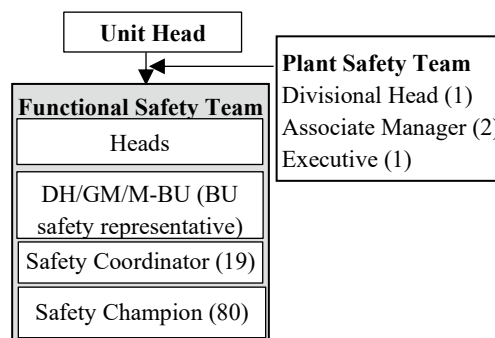 Unit Head
Plant Safety Team
Divisional Head (1)
Associate Manager (2)
Executive (1)
Functional Safety Team
Heads
DH/GM/M-BU (BU
safety representative)
Safety Coordinator (19)
Safety Champion (80)